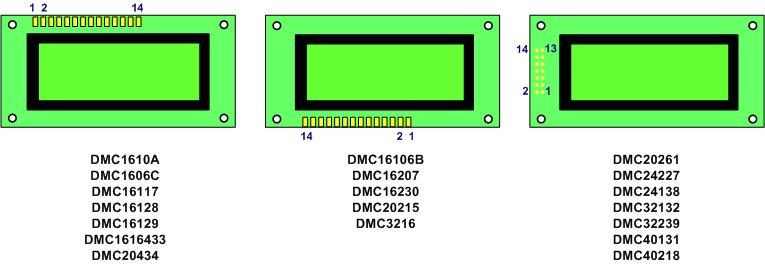 1 2 14
DMC1610A
DMC1606C
DMC16117
DMC16128
DMC16129
DMC1616433
DMC20434
14 2 1
DMC16106B
DMC16207
DMC16230
DMC20215
DMC3216
14 13
2 1
DMC20261
DMC24227
DMC24138
DMC32132
DMC32239
DMC40131
DMC40218